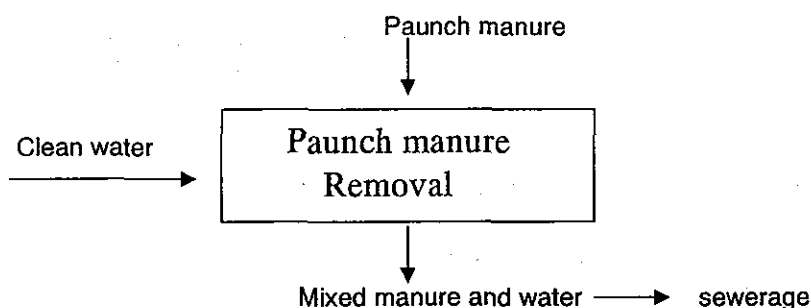 Paunch manure
Clean water
Paunch manure
Removal
Mixed manure and water
sewerage